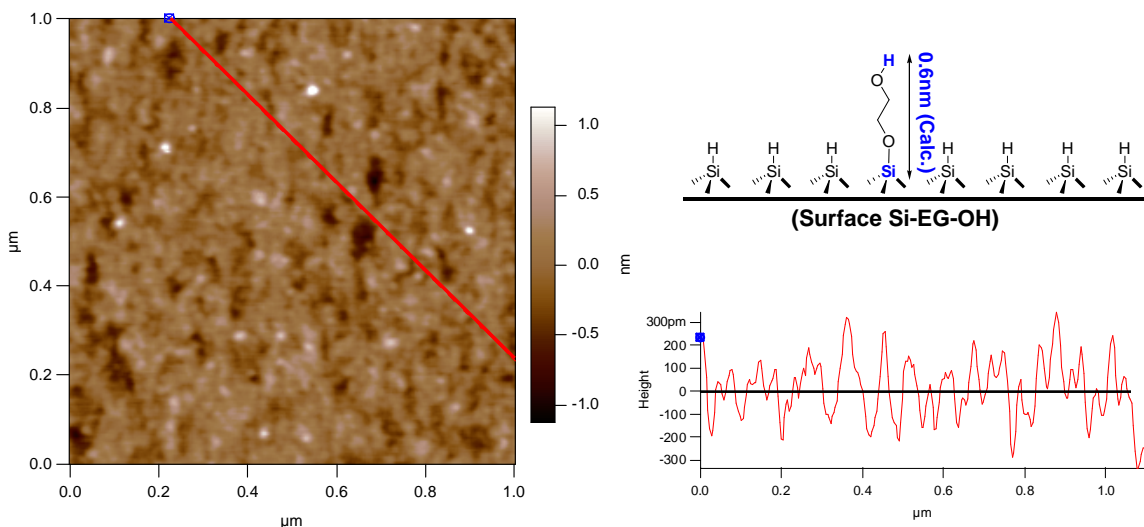 1.0
0.8
0.6
0.4
0.2
0.0
µm
0.0 0.2 0.4 0.6 0.8 1.0
µm
1.0
0.5
0.0
-0.5
-1.0
nm
H
O
O
0.6nm (Calc.)
H H H H H H H
Si Si Si Si Si Si Si Si
(Surface Si-EG-OH)
300pm
200
100
0
-100
-200
-300
Height
0.0 0.2 0.4 0.6 0.8 1.0
µm